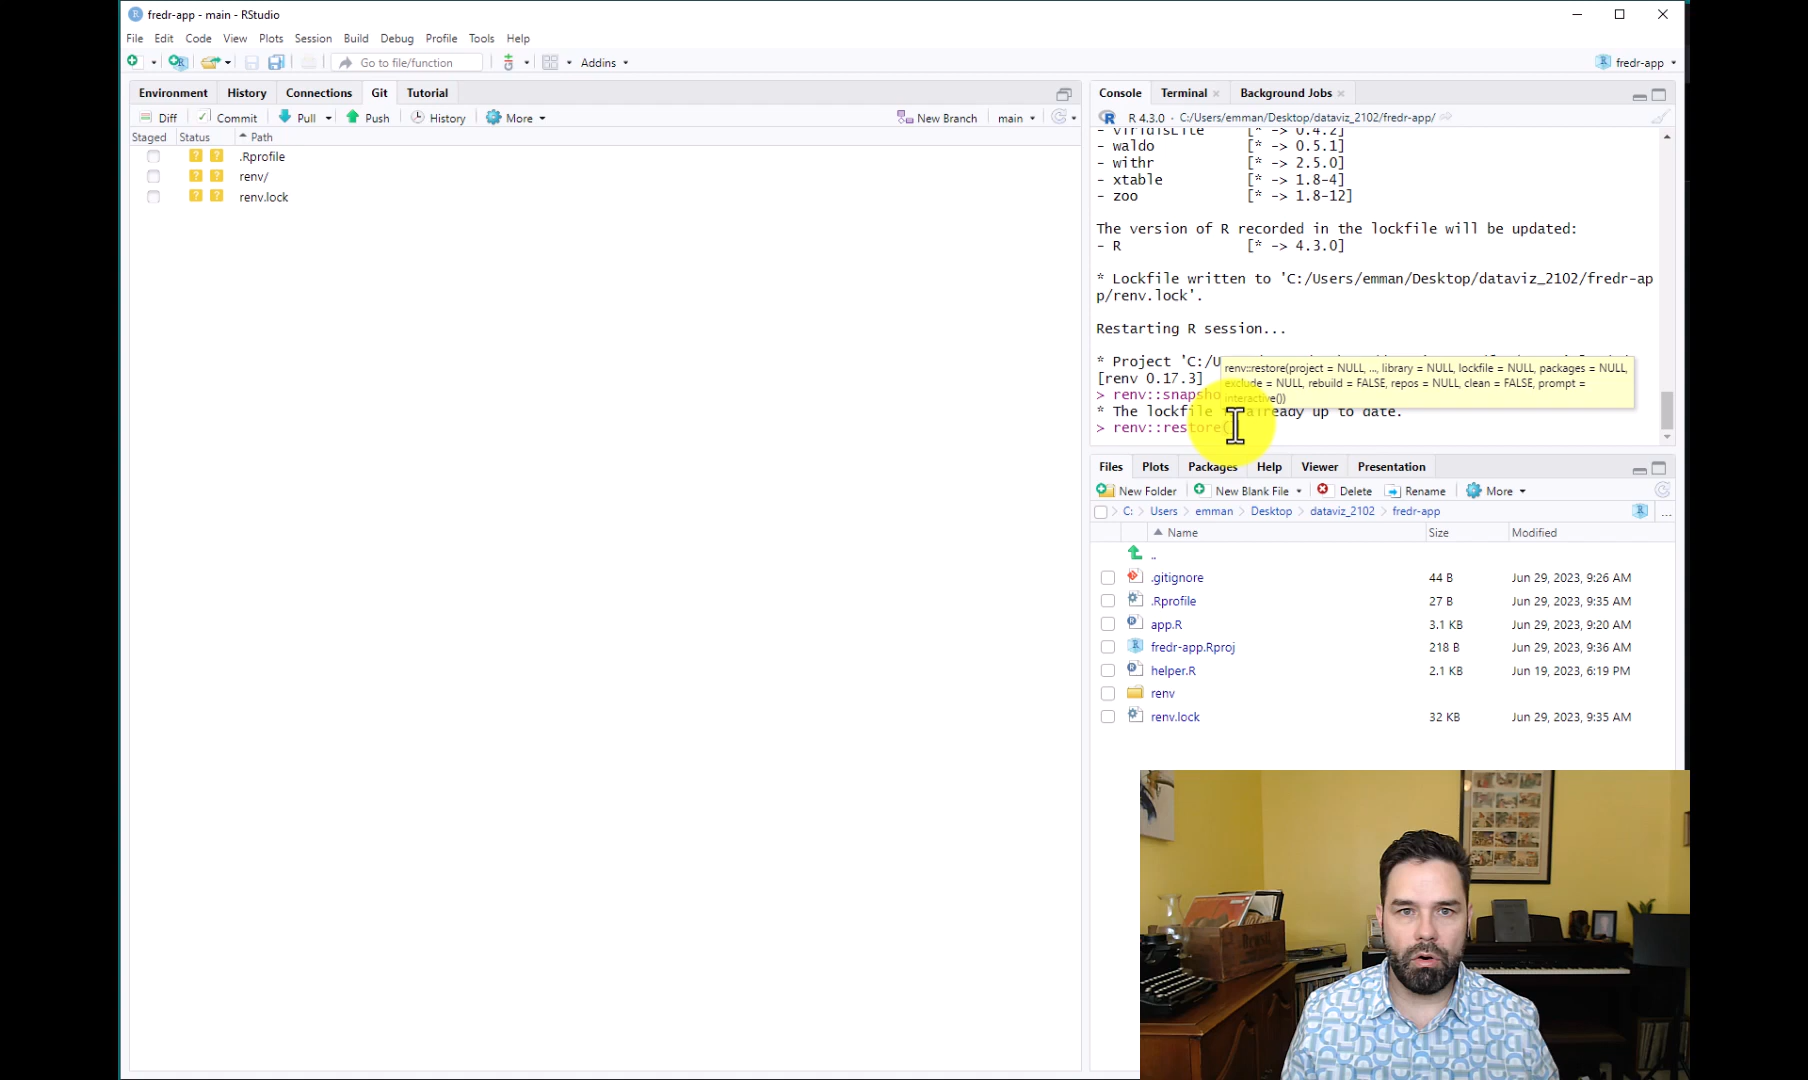 fredr-app - main - RStudio
File Edit Code View Plots Session Build Debug Profile Tools Help
Go to file/function Addins fredr-app
Environment History Connections Git Tutorial
Diff Commit Pull Push History More New Branch main
Staged Status Path
.Rprofile
renv/
renv.lock
Console Terminal Background Jobs
R 4.3.0 · C:/Users/emman/Desktop/dataviz_2102/fredr-app/
- viridisLite [* -> 0.4.2]
- waldo [* -> 0.5.1]
- withr [* -> 2.5.0]
- xtable [* -> 1.8-4]
- zoo [* -> 1.8-12]
The version of R recorded in the lockfile will be updated:
- R [* -> 4.3.0]
* Lockfile written to 'C:/Users/emman/Desktop/dataviz_2102/fredr-ap
p/renv.lock'.
Restarting R session...
* Project 'C:/U
[renv 0.17.3]
renv::restore(project = NULL, ..., library = NULL, lockfile = NULL, packages = NULL,
exclude = NULL, rebuild = FALSE, repos = NULL, clean = FALSE, prompt =
interactive())
> renv::snapsho
* The lockfile already up to date.
> renv::restore(
Files Plots Packages Help Viewer Presentation
New Folder New Blank File Delete Rename More
C: Users emman Desktop dataviz_2102 fredr-app ...
Name Size Modified
..
.gitignore 44 B Jun 29, 2023, 9:26 AM
.Rprofile 27 B Jun 29, 2023, 9:35 AM
app.R 3.1 KB Jun 29, 2023, 9:20 AM
fredr-app.Rproj 218 B Jun 29, 2023, 9:36 AM
helper.R 2.1 KB Jun 19, 2023, 6:19 PM
renv
renv.lock 32 KB Jun 29, 2023, 9:35 AM